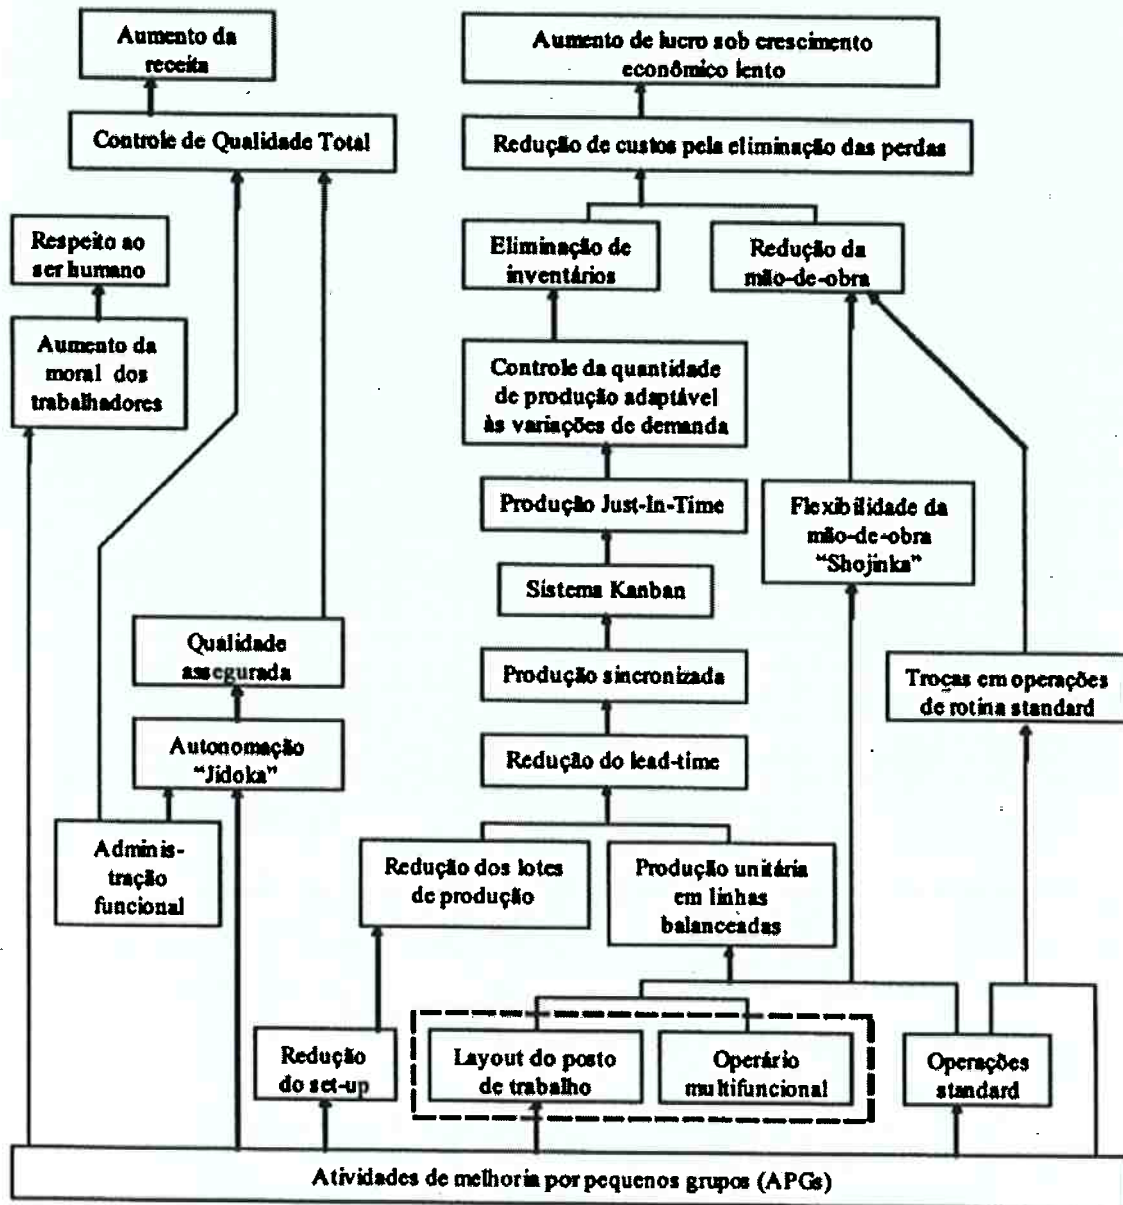 Aumento da
receita
Aumento de lucro sob crescimento
econômico lento
Controle de Qualidade Total
Redução de custos pela eliminação das perdas
Respeito ao
ser humano
Eliminação de
inventários
Redução da
mão-de-obra
Aumento da
moral dos
trabalhadores
Controle da quantidade
de produção adaptável
às variações de demanda
Produção Just-In-Time
Flexibilidade da
mão-de-obra
"Shojinka"
Sistema Kanban
Qualidade
assegurada
Produção sincronizada
Troças em operações
de rotina standard
Autonomação
"Jidoka"
Redução do lead-time
Adminis-
tração
funcional
Redução dos lotes
de produção
Produção unitária
em linhas
balanceadas
Redução
do set-up
Layout do posto
de trabalho
Operário
multifuncional
Operações
standard
Atividades de melhoria por pequenos grupos (APGs)